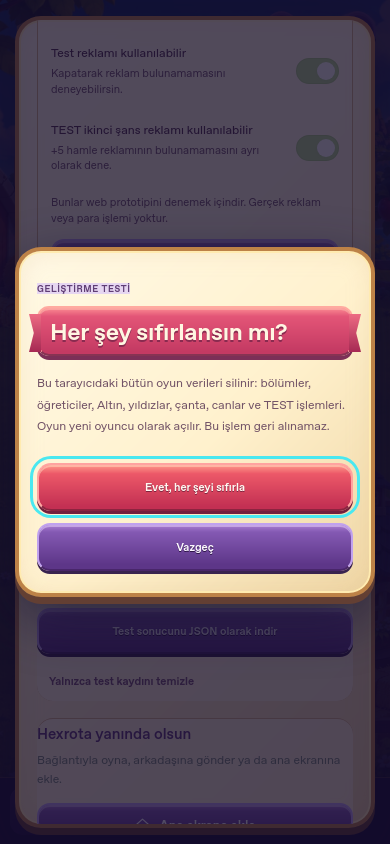 Test reklamı kullanılabilir
Kapatarak reklam bulunamamasını
deneyebilirsin.
TEST ikinci şans reklamı kullanılabilir
+5 hamle reklamının bulunamamasını ayrı
olarak dene.
Bunlar web prototipini denemek içindir. Gerçek reklam
veya para işlemi yoktur.
GELİŞTİRME TESTİ
Her şey sıfırlansın mı?
Bu tarayıcıdaki bütün oyun verileri silinir: bölümler,
öğreticiler, Altın, yıldızlar, çanta, canlar ve TEST işlemleri.
Oyun yeni oyuncu olarak açılır. Bu işlem geri alınamaz.
Evet, her şeyi sıfırla
Vazgeç
Test sonucunu JSON olarak indir
Yalnızca test kaydını temizle
Hexrota yanında olsun
Bağlantıyla oyna, arkadaşına gönder ya da ana ekranına
ekle.
Ana ekrana ekle